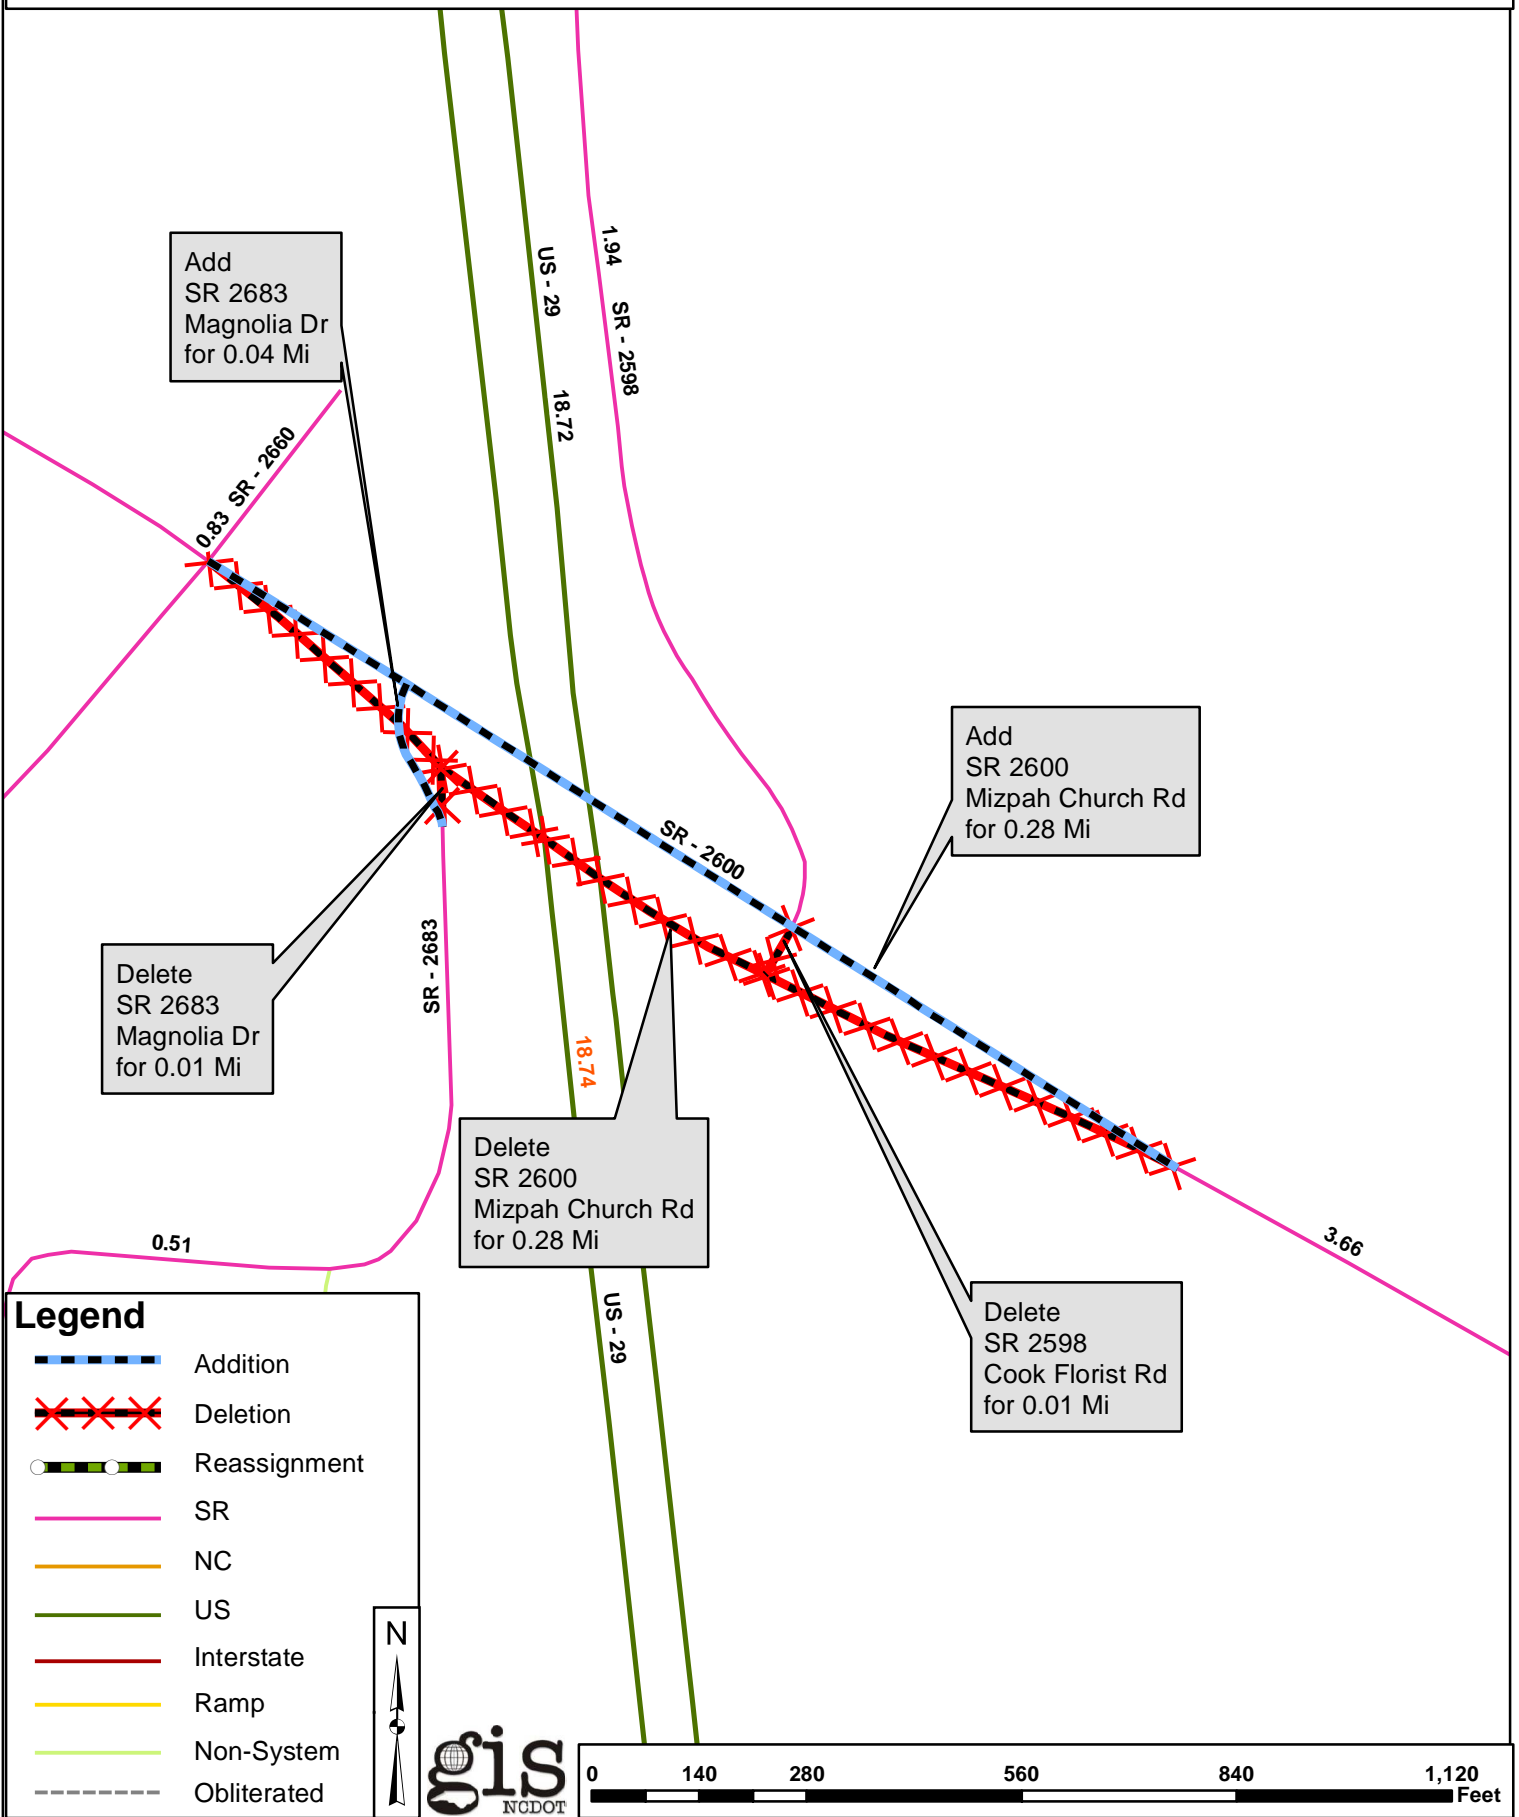 Add
SR 2683
Magnolia Dr
for 0.04 Mi
US - 29
18.72
1.94 SR - 2598
0.83 SR - 2660
Add
SR 2600
Mizpah Church Rd
for 0.28 Mi
SR - 2600
SR - 2683
Delete
SR 2683
Magnolia Dr
for 0.01 Mi
18.74
Delete
SR 2600
Mizpah Church Rd
for 0.28 Mi
0.51
3.66
US - 29
Delete
SR 2598
Cook Florist Rd
for 0.01 Mi
Legend
Addition
Deletion
Reassignment
SR
NC
US
Interstate
Ramp
Non-System
Obliterated
N
gis
NCDOT
0 140 280 560 840 1,120
Feet